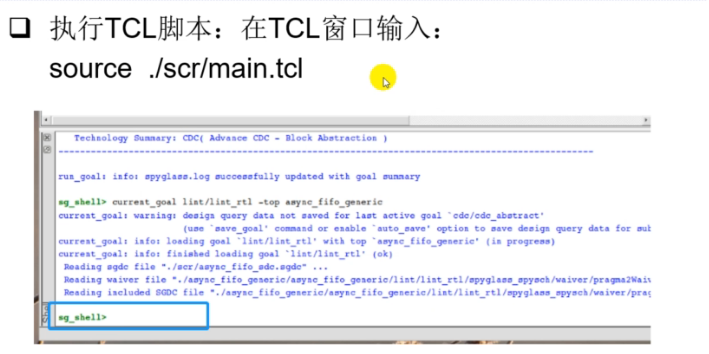 执行TCL脚本：在TCL窗口输入：
source ./scr/main.tcl
Technology Summary: CDC( Advance CDC - Block Abstraction )
run_goal: info: spyglass.log successfully updated with goal summary
sg_shell> current_goal lint/lint_rtl -top async_fifo_generic
current_goal: warning: design query data not saved for last active goal `cdc/cdc_abstract'
(use `save_goal' command or enable `auto_save' option to save design query data for sub
current_goal: info: loading goal `lint/lint_rtl' with top `async_fifo_generic' (in progress)
current_goal: info: finished loading goal `lint/lint_rtl' (ok)
Reading sgdc file "./scr/async_fifo_sdc.sgdc" ...
Reading waiver file "./async_fifo_generic/async_fifo_generic/lint/lint_rtl/spyglass_spysch/waiver/pragma2Waiv
Reading included SGDC file "./async_fifo_generic/async_fifo_generic/lint/lint_rtl/spyglass_spysch/waiver/prag
sg_shell>